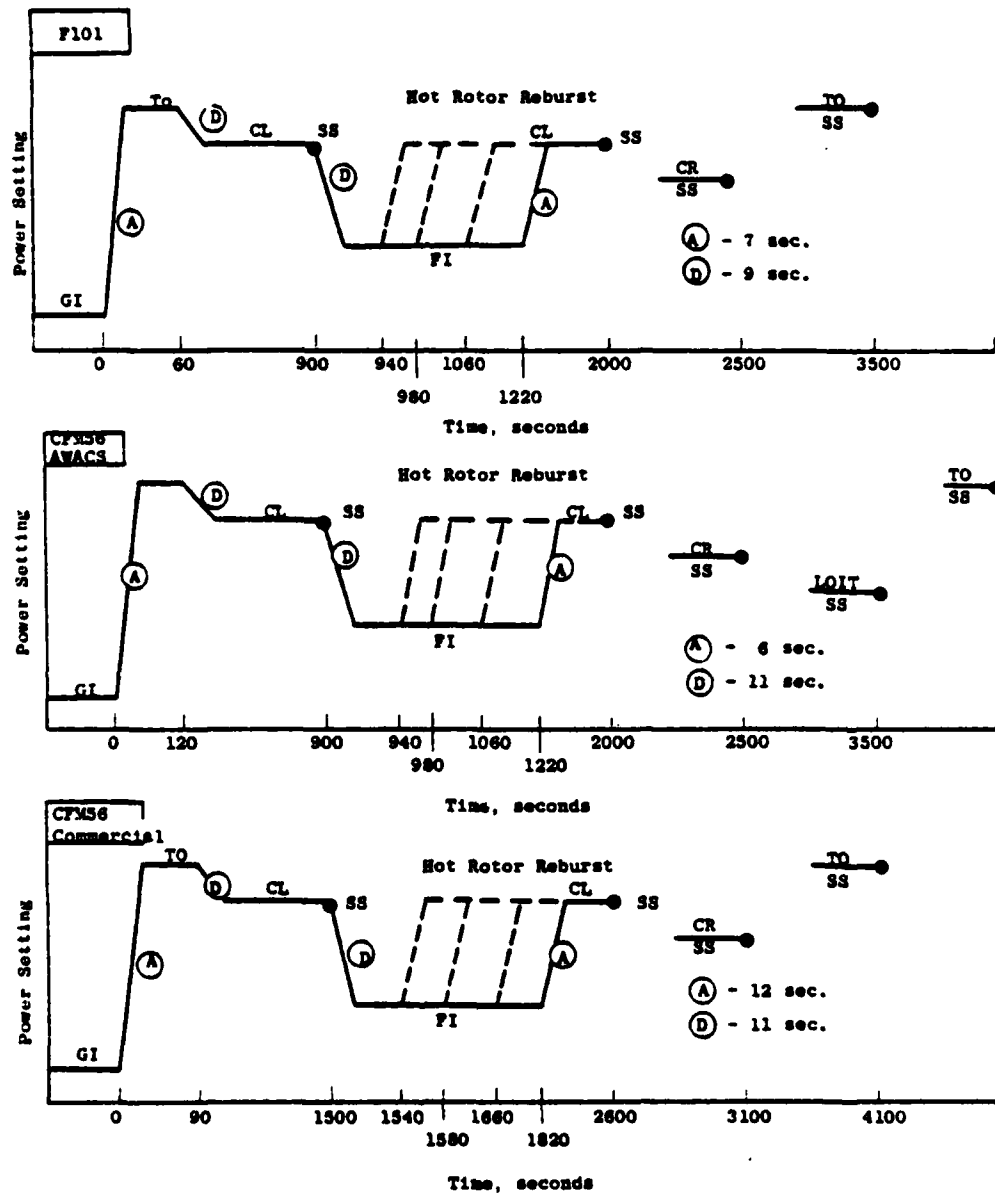 F101
To
D
CL
SS
Hot Rotor Reburst
CL
SS
TO
SS
CR
SS
A
D
A
FI
GI
A - 7 sec.
D - 9 sec.
Power Setting
0 60 900 940 1060 2000 2500 3500
980 1220
Time, seconds
CFM56
AWACS
D
CL
SS
Hot Rotor Reburst
CL
SS
TO
SS
CR
SS
LOIT
SS
A
D
A
FI
GI
A - 6 sec.
D - 11 sec.
Power Setting
0 120 900 940 1060 2000 2500 3500
980 1220
Time, seconds
CFM56
Commercial
TO
D
CL
SS
Hot Rotor Reburst
CL
SS
TO
SS
CR
SS
A
D
A
FI
GI
A - 12 sec.
D - 11 sec.
Power Setting
0 90 1500 1540 1660 2600 3100 4100
1580 1820
Time, seconds